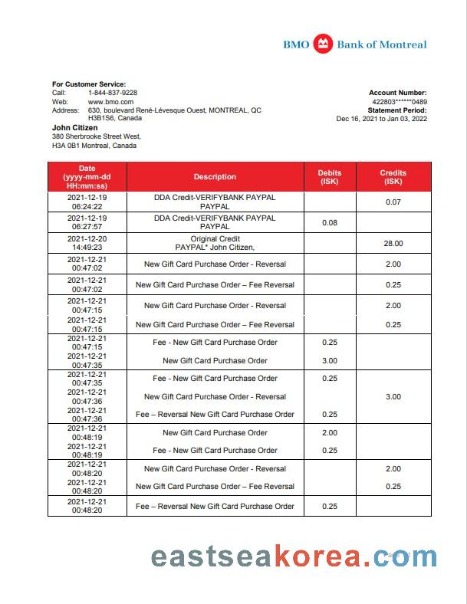 BMO Bank of Montreal
For Customer Service:
Call: 1-844-837-9228
Web: www.bmo.com
Address: 630, boulevard René-Lévesque Ouest, MONTREAL, QC
H3B1S6, Canada
Account Number:
422803******0489
Statement Period:
Dec 16, 2021 to Jan 03, 2022
John Citizen
380 Sherbrooke Street West,
H3A 0B1 Montreal, Canada
Date
(yyyy-mm-dd
HH:mm:ss)
Description
Debits
(ISK)
Credits
(ISK)
2021-12-19
06:24:22
DDA Credit-VERIFYBANK PAYPAL
PAYPAL
0.07
2021-12-19
06:27:57
DDA Credit-VERIFYBANK PAYPAL
PAYPAL
0.08
2021-12-20
14:49:23
Original Credit
PAYPAL* John Citizen,
28.00
2021-12-21
00:47:02
New Gift Card Purchase Order - Reversal
2.00
2021-12-21
00:47:02
New Gift Card Purchase Order – Fee Reversal
0.25
2021-12-21
00:47:15
New Gift Card Purchase Order - Reversal
2.00
2021-12-21
00:47:15
New Gift Card Purchase Order – Fee Reversal
0.25
2021-12-21
00:47:15
Fee - New Gift Card Purchase Order
0.25
2021-12-21
00:47:35
New Gift Card Purchase Order
3.00
2021-12-21
00:47:35
Fee - New Gift Card Purchase Order
0.25
2021-12-21
00:47:36
New Gift Card Purchase Order - Reversal
3.00
2021-12-21
00:47:36
Fee – Reversal New Gift Card Purchase Order
0.25
2021-12-21
00:48:19
New Gift Card Purchase Order
2.00
2021-12-21
00:48:19
Fee - New Gift Card Purchase Order
0.25
2021-12-21
00:48:20
New Gift Card Purchase Order - Reversal
2.00
2021-12-21
00:48:20
New Gift Card Purchase Order – Fee Reversal
0.25
2021-12-21
00:48:20
Fee – Reversal New Gift Card Purchase Order
0.25
eastseakorea.com